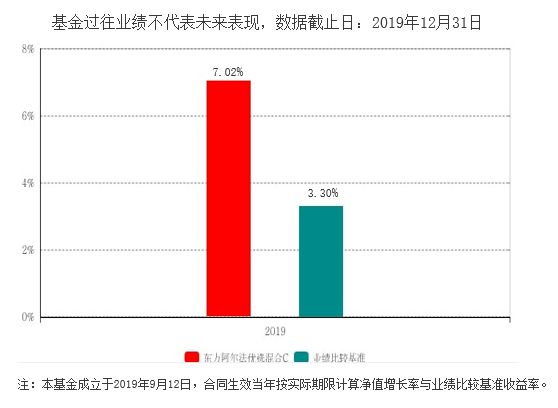 基金过往业绩不代表未来表现，数据截止日：2019年12月31日
8%
7.02%
6%
4%
3.30%
2%
0%
2019
东方阿尔法优选混合C 业绩比较基准
注：本基金成立于2019年9月12日，合同生效当年按实际期限计算净值增长率与业绩比较基准收益率。